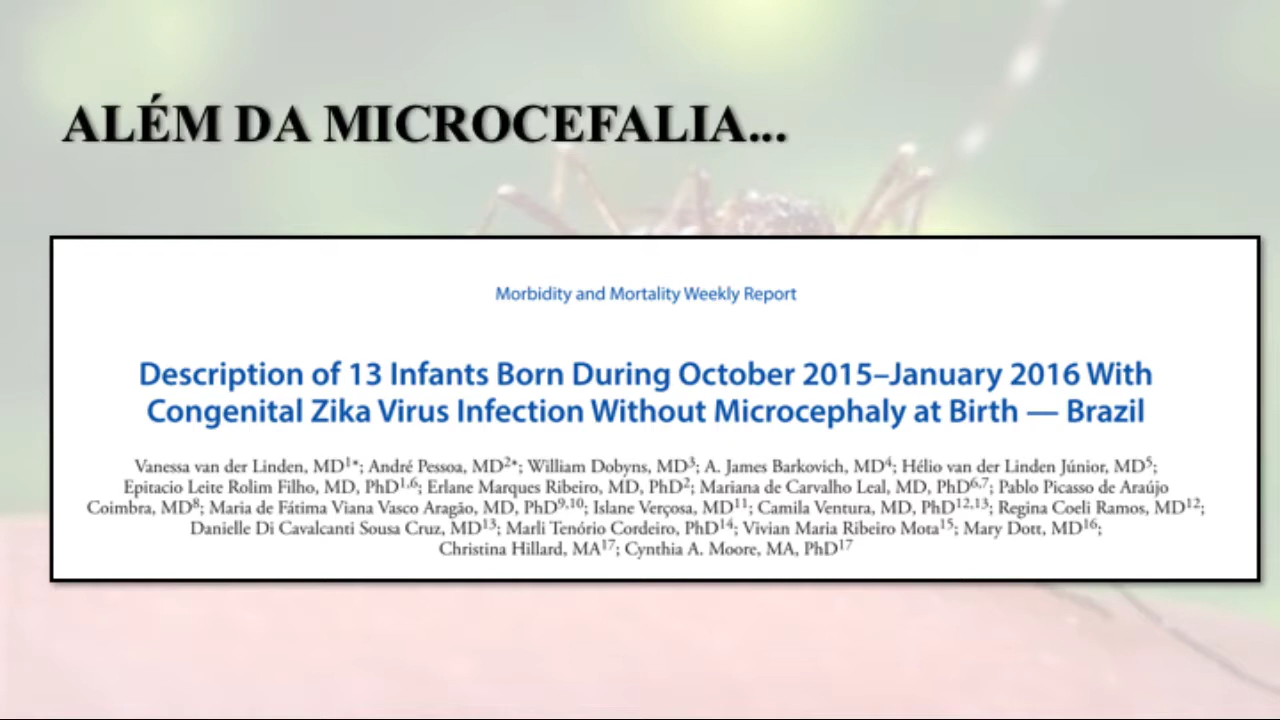 ALÉM DA MICROCEFALIA...
Morbidity and Mortality Weekly Report
Description of 13 Infants Born During October 2015–January 2016 With
Congenital Zika Virus Infection Without Microcephaly at Birth — Brazil
Vanessa van der Linden, MD1*; André Pessoa, MD2*; William Dobyns, MD3; A. James Barkovich, MD4; Hélio van der Linden Júnior, MD5;
Epitacio Leite Rolim Filho, MD, PhD1,6; Erlane Marques Ribeiro, MD, PhD2; Mariana de Carvalho Leal, MD, PhD6,7; Pablo Picasso de Araújo
Coimbra, MD8; Maria de Fátima Viana Vasco Aragão, MD, PhD9,10; Islane Verçosa, MD11; Camila Ventura, MD, PhD12,13; Regina Coeli Ramos, MD12;
Danielle Di Cavalcanti Sousa Cruz, MD13; Marli Tenório Cordeiro, PhD14; Vivian Maria Ribeiro Mota15; Mary Dott, MD16;
Christina Hillard, MA17; Cynthia A. Moore, MA, PhD17